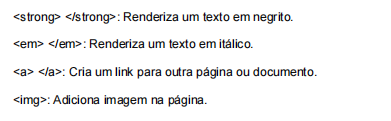 <strong> </strong>: Renderiza um texto em negrito.
<em> </em>: Renderiza um texto em itálico.
<a> </a>: Cria um link para outra página ou documento.
<img>: Adiciona imagem na página.